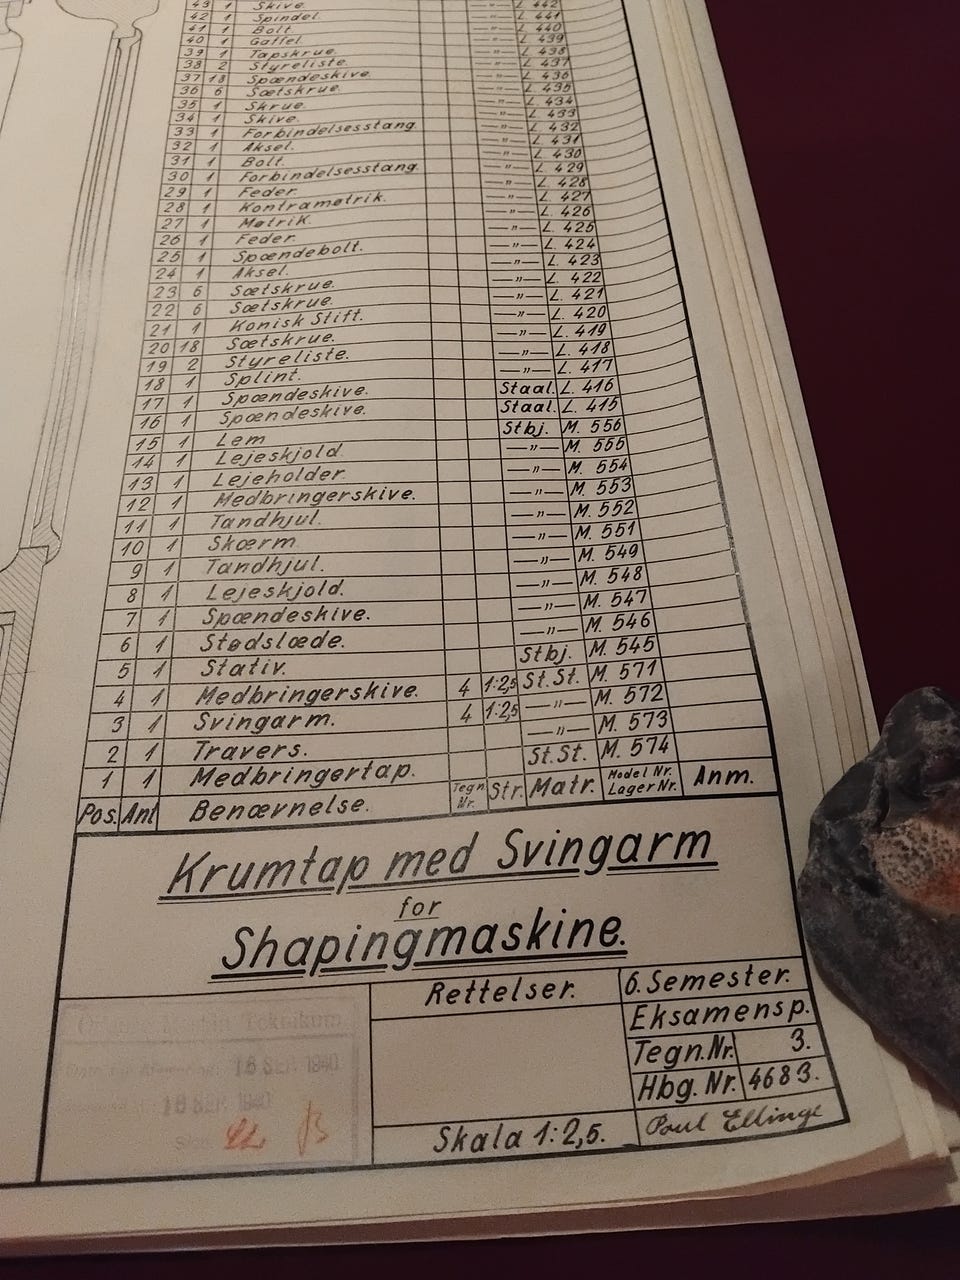 43 1 Skive. —"— L. 442
42 1 Spindel —"— L. 441
41 1 Bolt —"— L. 440
40 1 Gaffel. —"— L. 439
39 1 Tapskrue. —"— L. 438
38 2 Styreliste. —"— L. 437
37 18 Spændeskive. —"— L. 436
36 6 Sætskrue. —"— L. 435
35 1 Skrue. —"— L. 434
34 1 Skive. —"— L. 433
33 1 Forbindelsesstang. —"— L. 432
32 1 Aksel. —"— L. 431
31 1 Bolt. —"— L. 430
30 1 Forbindelsesstang. —"— L. 429
29 1 Feder. —"— L. 428
28 1 Kontramøtrik. —"— L. 427
27 1 Møtrik. —"— L. 426
26 1 Feder. —"— L. 425
25 1 Spændebolt. —"— L. 424
24 1 Aksel. —"— L. 423
23 6 Sætskrue. —"— L. 422
22 6 Sætskrue. —"— L. 421
21 1 Konisk Stift. —"— L. 420
20 18 Sætskrue. —"— L. 419
19 2 Styreliste. —"— L. 418
18 1 Splint. —"— L. 417
17 1 Spændeskive. Staal. L. 416
16 1 Spændeskive. Staal. L. 415
15 1 Lem Stbj. M. 556
14 1 Lejeskjold. —"— M. 555
13 1 Lejeholder. —"— M. 554
12 1 Medbringerskive. —"— M. 553
11 1 Tandhjul. —"— M. 552
10 1 Skærm. —"— M. 551
9 1 Tandhjul. —"— M. 549
8 1 Lejeskjold. —"— M. 548
7 1 Spændeskive. —"— M. 547
6 1 Stødslæde. —"— M. 546
5 1 Stativ. Stbj. M. 545
4 1 Medbringerskive. 4 1:2,5 St.St. M. 571
3 1 Svingarm. 4 1:2,5 —"— M. 572
2 1 Travers. —"— M. 573
1 1 Medbringertap. St.St. M. 574
Pos. Ant Benævnelse. Tegn. Nr. Str. Matr. Model Nr. Lager Nr. Anm.
Krumtap med Svingarm
for
Shapingmaskine.
Rettelser. 6. Semester.
Eksamensp.
Tegn. Nr. 3.
Hbg. Nr. 4683.
Skala 1:2,5. Poul Ellinge
Teknikum
16 SEP. 1940
18 SEP. 1940